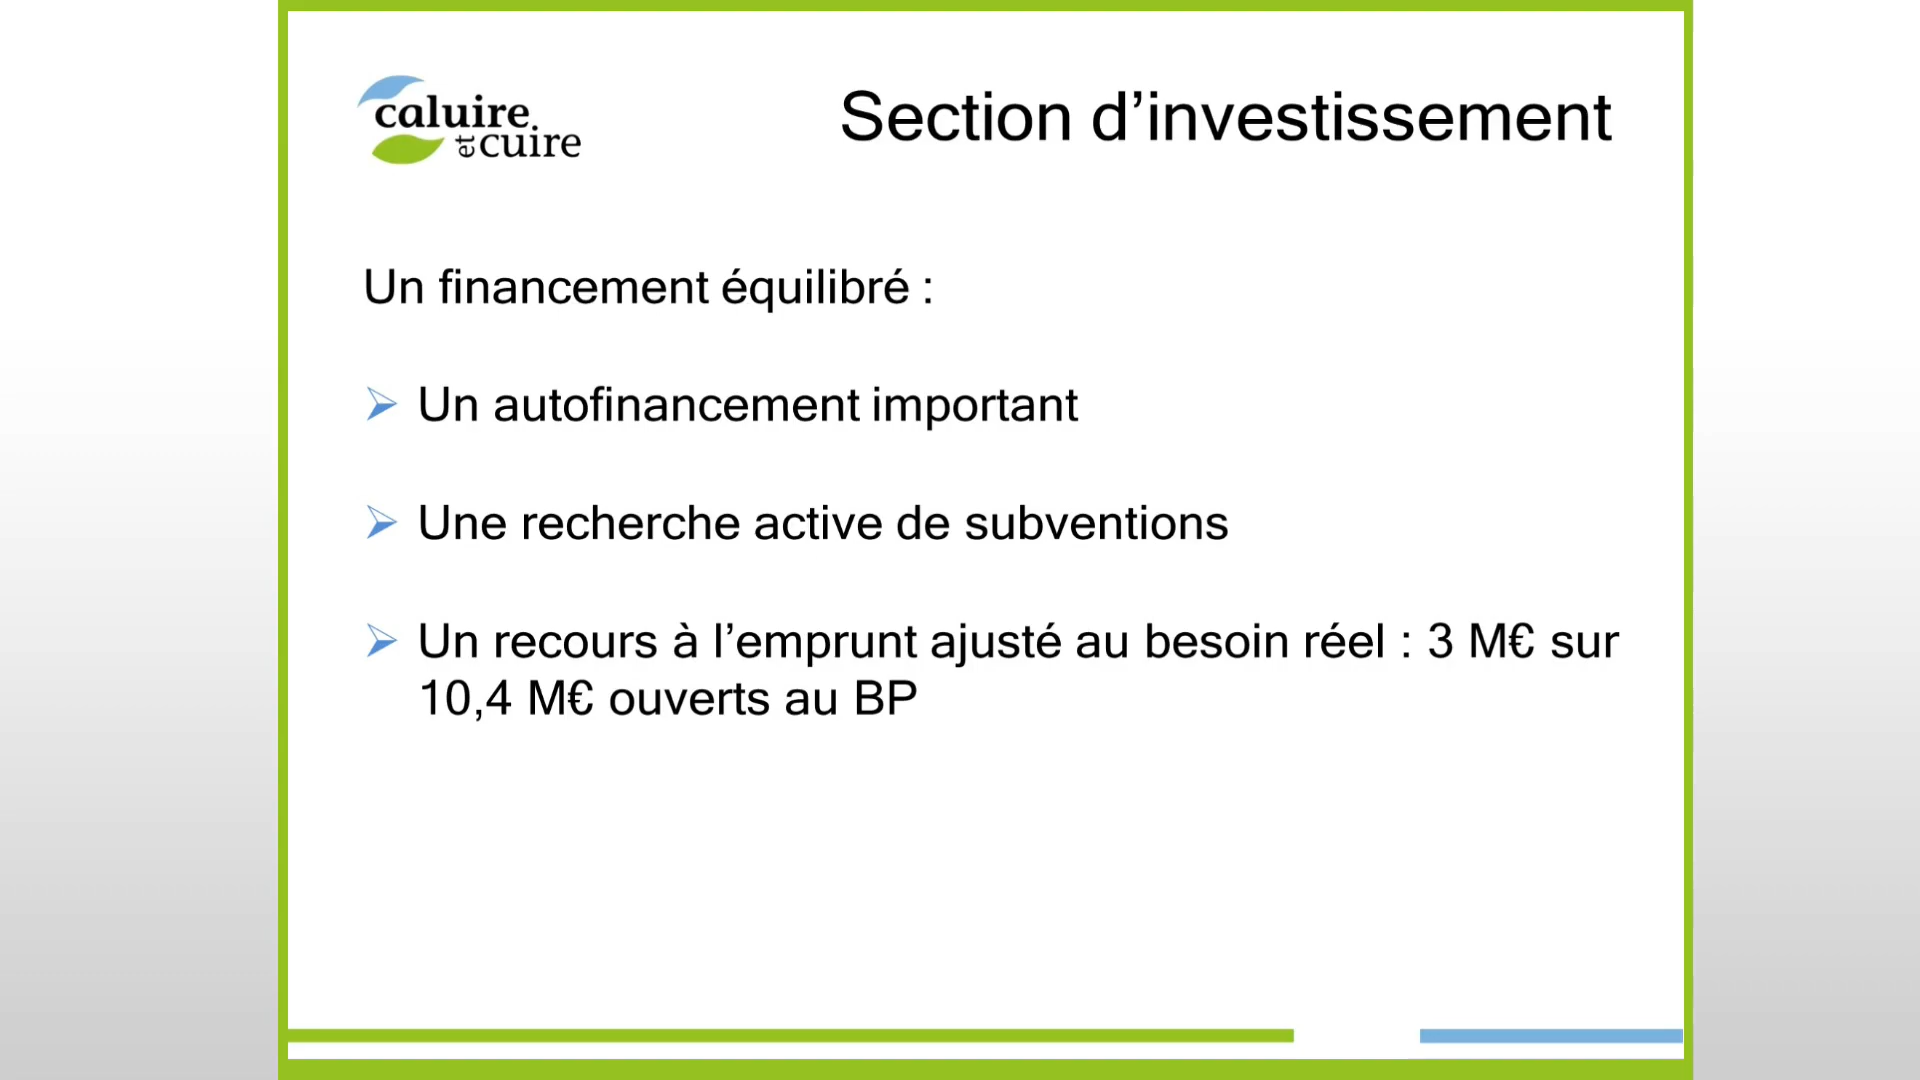 caluire
et cuire
Section d’investissement
Un financement équilibré :
Un autofinancement important
Une recherche active de subventions
Un recours à l’emprunt ajusté au besoin réel : 3 M€ sur
10,4 M€ ouverts au BP